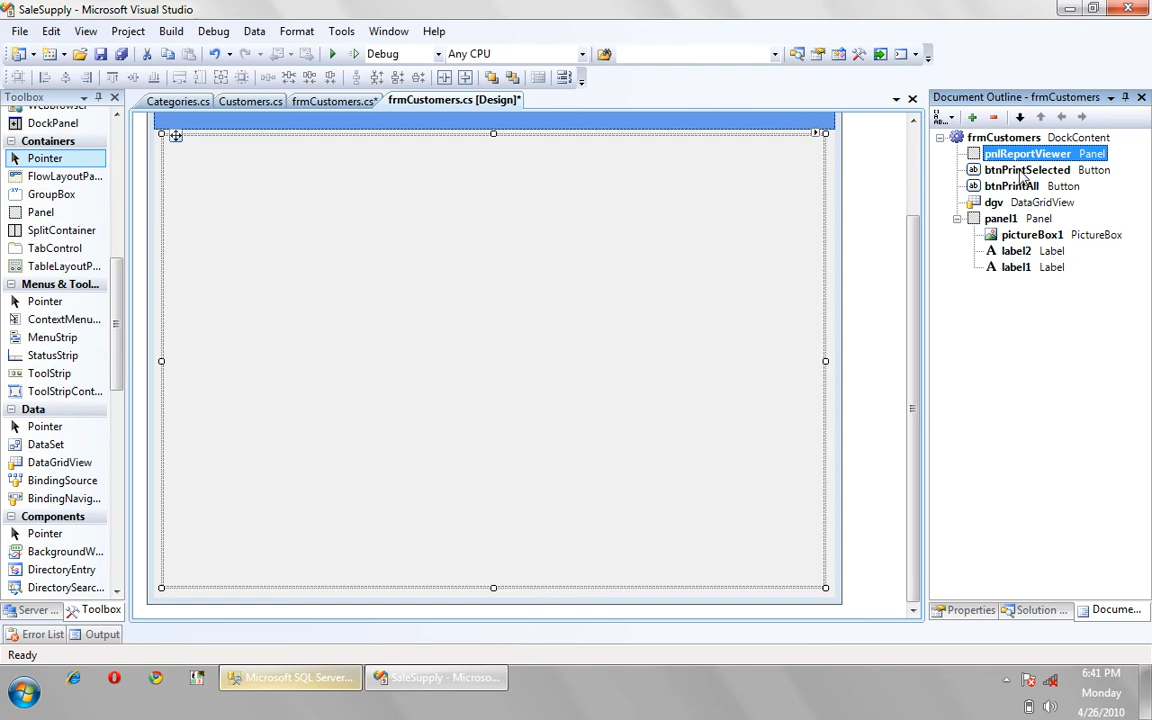 SaleSupply - Microsoft Visual Studio
File Edit View Project Build Debug Data Format Tools Window Help
Debug Any CPU
Toolbox
Categories.cs Customers.cs frmCustomers.cs* frmCustomers.cs [Design]*
Document Outline - frmCustomers
DockPanel
Containers
Pointer
FlowLayoutPa...
GroupBox
Panel
SplitContainer
TabControl
TableLayoutP...
Menus & Tool...
Pointer
ContextMenu...
MenuStrip
StatusStrip
ToolStrip
ToolStripCont...
Data
Pointer
DataSet
DataGridView
BindingSource
BindingNavig...
Components
Pointer
BackgroundW...
DirectoryEntry
DirectorySearc...
frmCustomers DockContent
pnlReportViewer Panel
btnPrintSelected Button
btnPrintAll Button
dgv DataGridView
panel1 Panel
pictureBox1 PictureBox
label2 Label
label1 Label
Server ... Toolbox
Properties Solution ... Docume...
Error List Output
Ready
Microsoft SQL Server... SaleSupply - Microso...
6:41 PM
Monday
4/26/2010